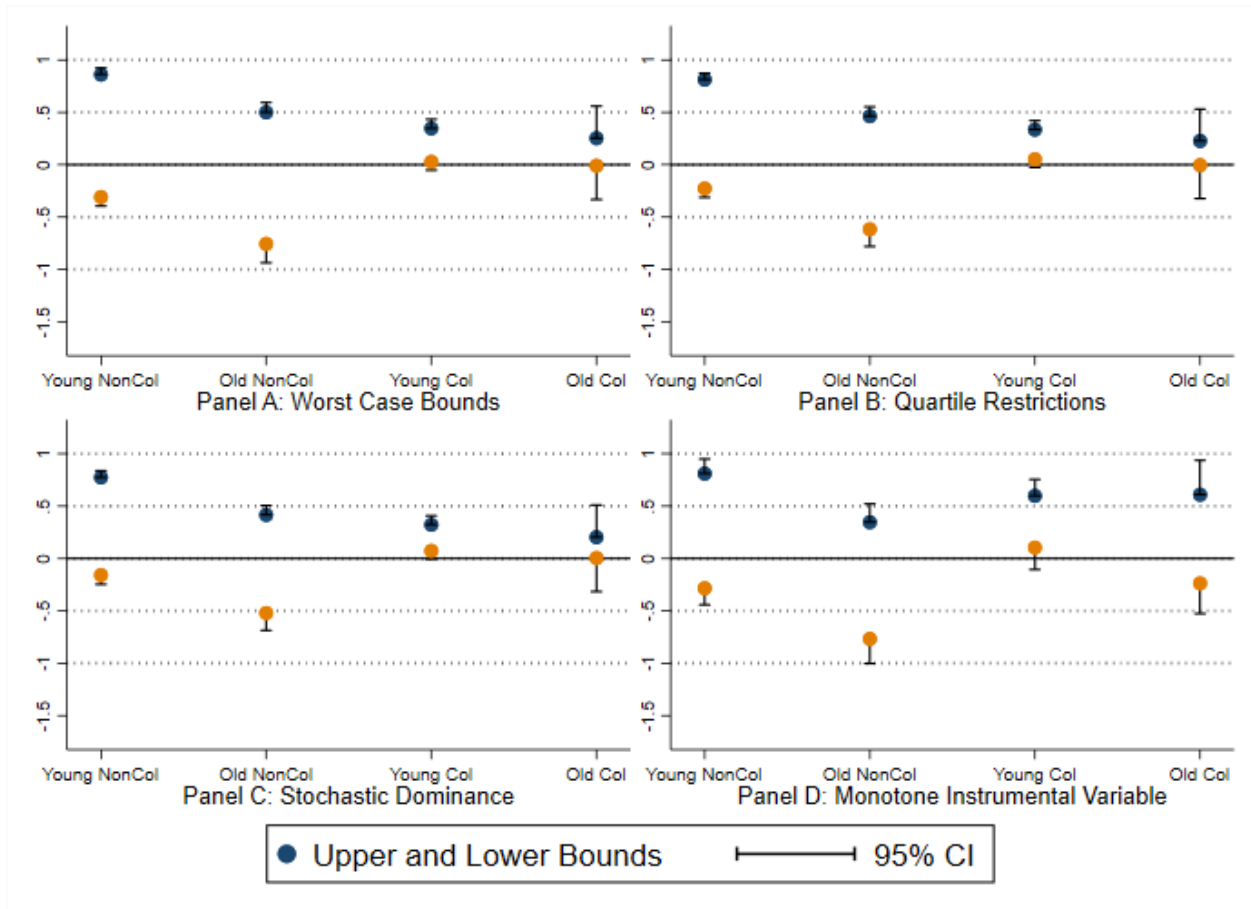 1
.5
0
-.5
-1
-1.5
Young NonCol Old NonCol Young Col Old Col
Panel A: Worst Case Bounds
1
.5
0
-.5
-1
-1.5
Young NonCol Old NonCol Young Col Old Col
Panel B: Quartile Restrictions
1
.5
0
-.5
-1
-1.5
Young NonCol Old NonCol Young Col Old Col
Panel C: Stochastic Dominance
1
.5
0
-.5
-1
-1.5
Young NonCol Old NonCol Young Col Old Col
Panel D: Monotone Instrumental Variable
Upper and Lower Bounds 95% CI